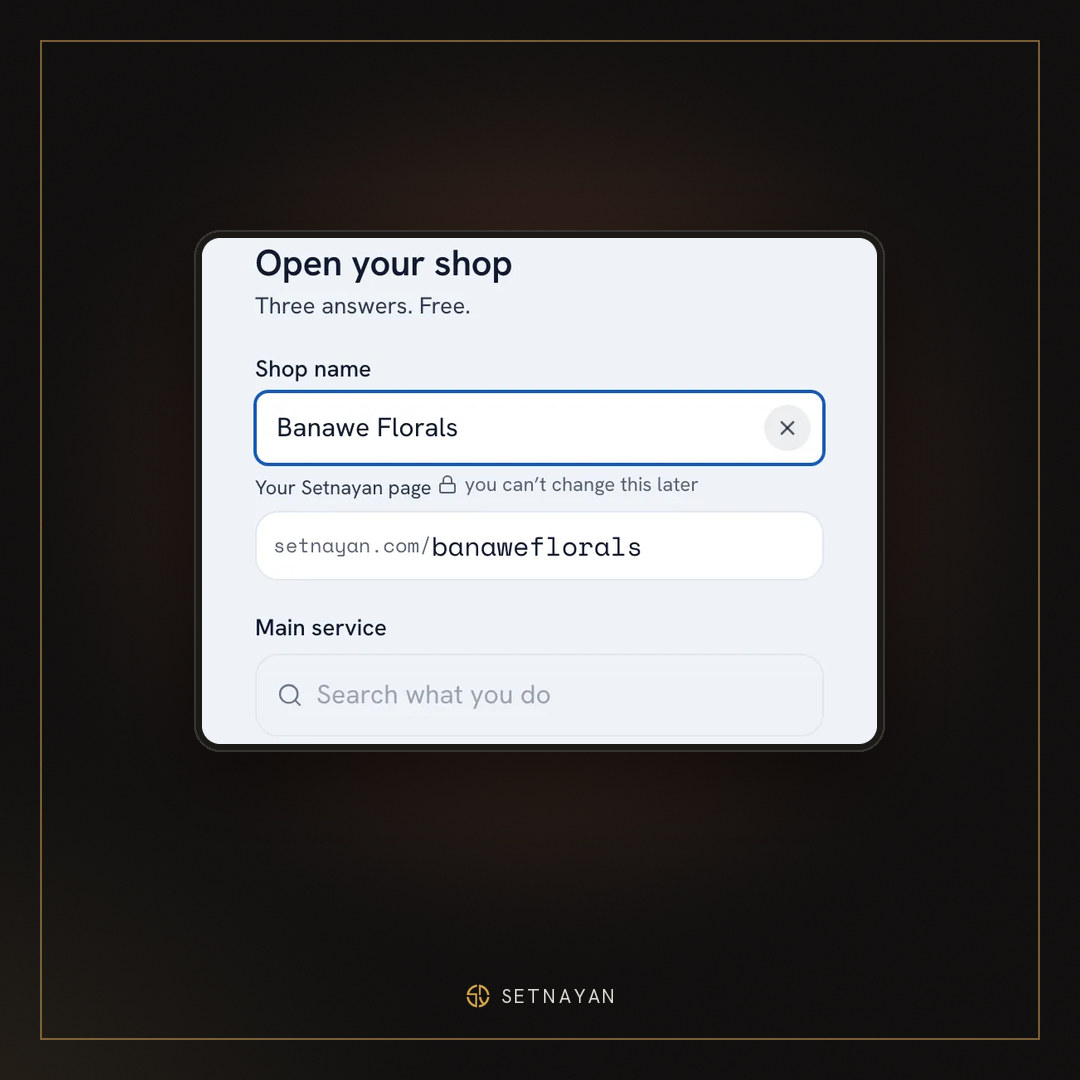 Open your shop
Three answers. Free.
Shop name
Banawe Florals
Your Setnayan page you can’t change this later
setnayan.com/banaweflorals
Main service
Search what you do
SETNAYAN